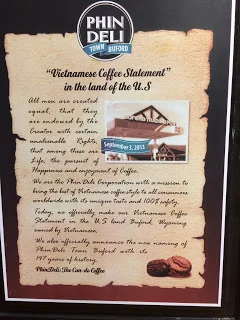 PHIN
DELI
TOWN BUFORD
"Vietnamese Coffee Statement"
in the land of the U.S
All men are created
equal, that they
are endowed by the
Creator with certain
unalienable Rights,
that among these are
Life, the pursuit of
Happiness and enjoyment of Coffee.
September 3, 2013
We are the PhinDeli Corporation with a mission to
bring the best of Vietnamese coffee style to all consumers
worldwide with its unique taste and 100% safety.
Today, we officially make our Vietnamese Coffee
Statement in the U.S. land Buford, Wyoming
owned by Vietnamese.
We also officially announce the new naming of
PhinDeli Town Buford with its
147 years of history.
PhinDeli: The Can-do Coffee